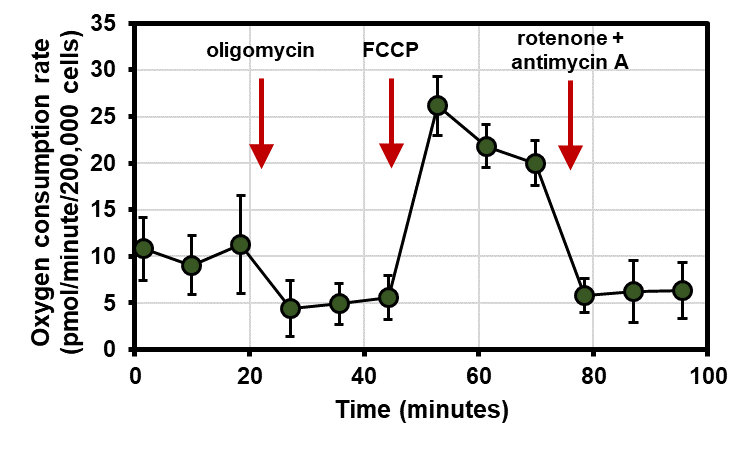 oligomycin
FCCP
rotenone +
antimycin A
Oxygen consumption rate
(pmol/minute/200,000 cells)
35
30
25
20
15
10
5
0
0 20 40 60 80 100
Time (minutes)